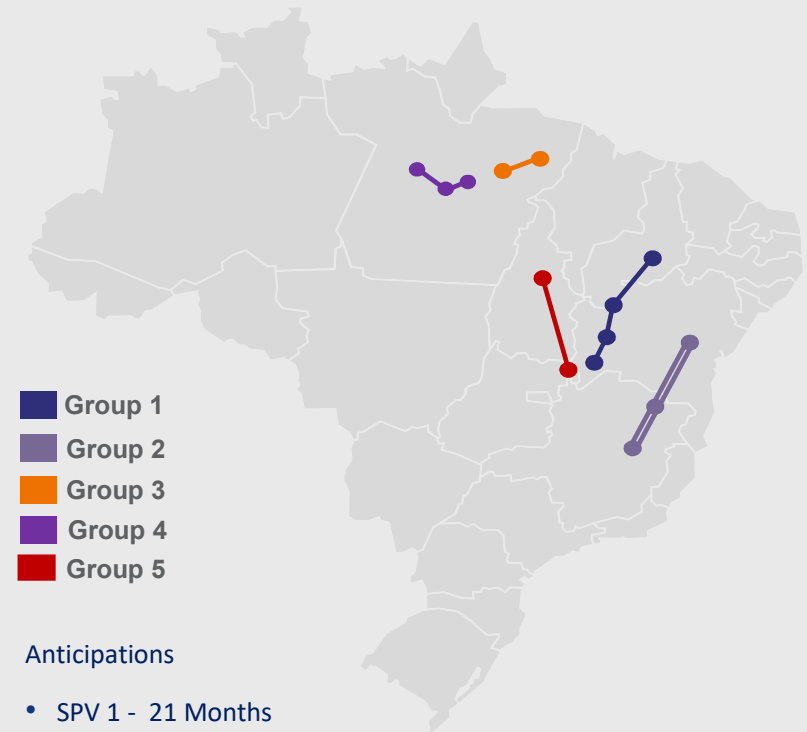 Group 1
Group 2
Group 3
Group 4
Group 5
Anticipations
• SPV 1 - 21 Months